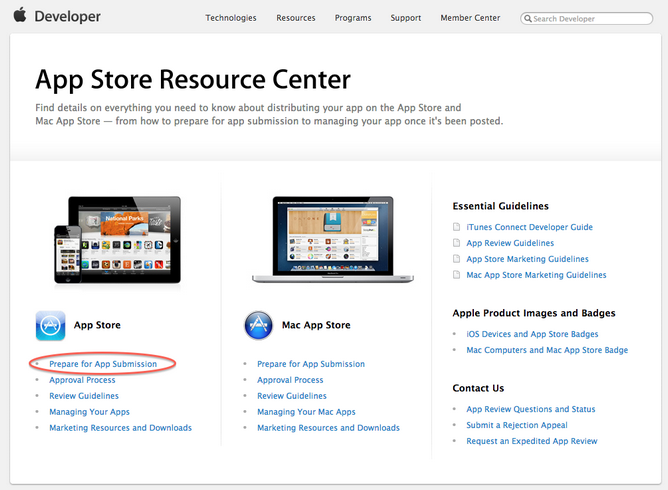 Developer
Technologies
Resources
Programs
Support
Member Center
Search Developer
App Store Resource Center
Find details on everything you need to know about distributing your app on the App Store and
Mac App Store — from how to prepare for app submission to managing your app once it's been posted.
National Parks
App Store
Prepare for App Submission
Approval Process
Review Guidelines
Managing Your Apps
Marketing Resources and Downloads
Mac App Store
Prepare for App Submission
Approval Process
Review Guidelines
Managing Your Mac Apps
Marketing Resources and Downloads
Essential Guidelines
iTunes Connect Developer Guide
App Review Guidelines
App Store Marketing Guidelines
Mac App Store Marketing Guidelines
Apple Product Images and Badges
iOS Devices and App Store Badges
Mac Computers and Mac App Store Badge
Contact Us
App Review Questions and Status
Submit a Rejection Appeal
Request an Expedited App Review